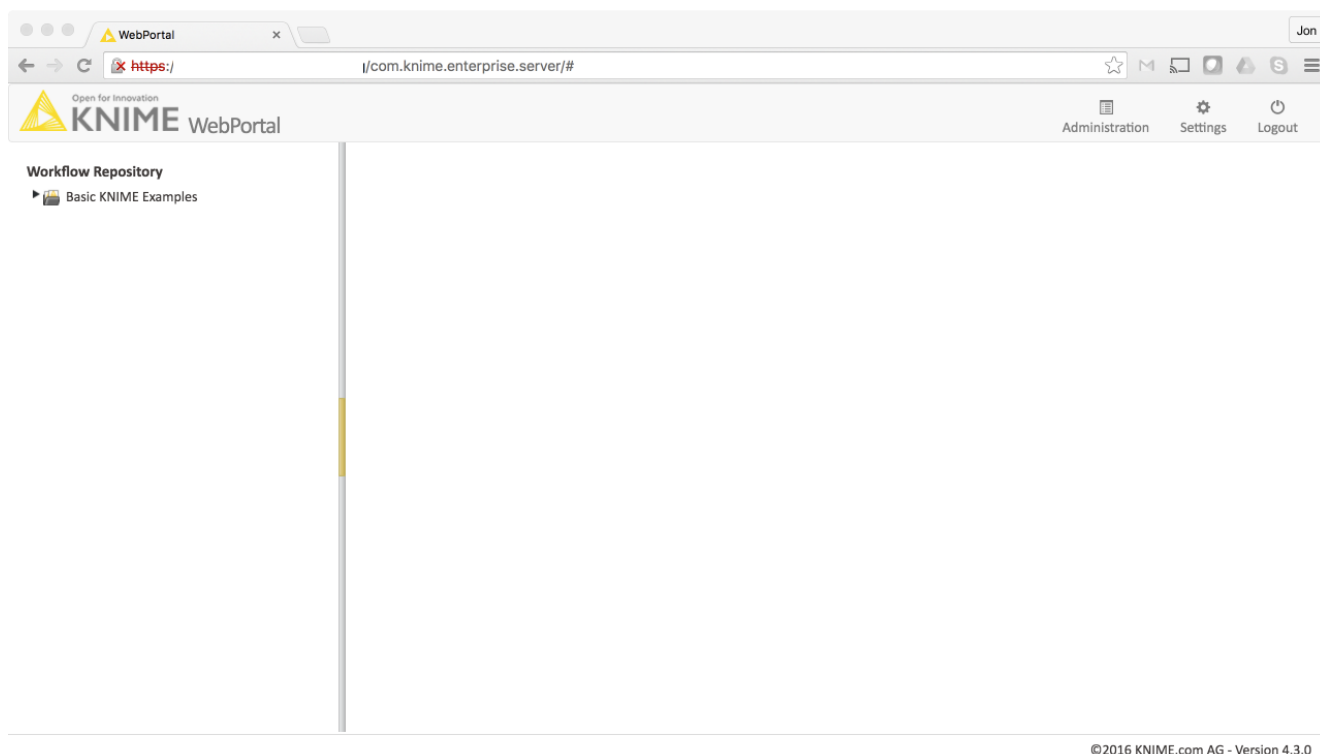 WebPortal
Jon
https:/ /com.knime.enterprise.server/#
Open for Innovation
KNIME WebPortal
Administration Settings Logout
Workflow Repository
Basic KNIME Examples
©2016 KNIME.com AG - Version 4.3.0